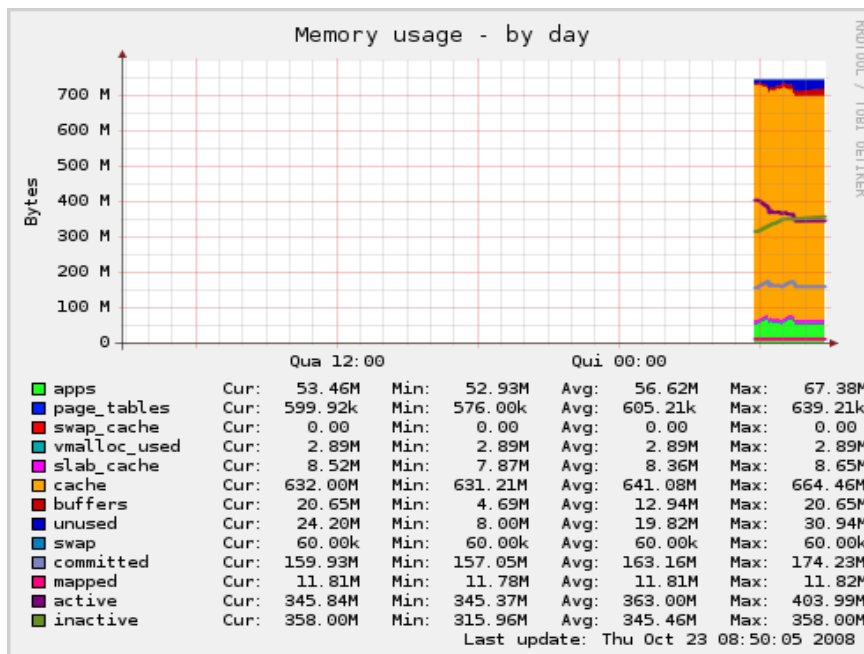 Memory usage - by day
RRDTOOL / TOBI OETIKER
Bytes
700 M
600 M
500 M
400 M
300 M
200 M
100 M
0
Qua 12:00 Qui 00:00
apps Cur: 53.46M Min: 52.93M Avg: 56.62M Max: 67.38M
page_tables Cur: 599.92k Min: 576.00k Avg: 605.21k Max: 639.21k
swap_cache Cur: 0.00 Min: 0.00 Avg: 0.00 Max: 0.00
vmalloc_used Cur: 2.89M Min: 2.89M Avg: 2.89M Max: 2.89M
slab_cache Cur: 8.52M Min: 7.87M Avg: 8.36M Max: 8.65M
cache Cur: 632.00M Min: 631.21M Avg: 641.08M Max: 664.46M
buffers Cur: 20.65M Min: 4.69M Avg: 12.94M Max: 20.65M
unused Cur: 24.20M Min: 8.00M Avg: 19.82M Max: 30.94M
swap Cur: 60.00k Min: 60.00k Avg: 60.00k Max: 60.00k
committed Cur: 159.93M Min: 157.05M Avg: 163.16M Max: 174.23M
mapped Cur: 11.81M Min: 11.78M Avg: 11.81M Max: 11.82M
active Cur: 345.84M Min: 345.37M Avg: 363.00M Max: 403.99M
inactive Cur: 358.00M Min: 315.96M Avg: 345.46M Max: 358.00M
Last update: Thu Oct 23 08:50:05 2008